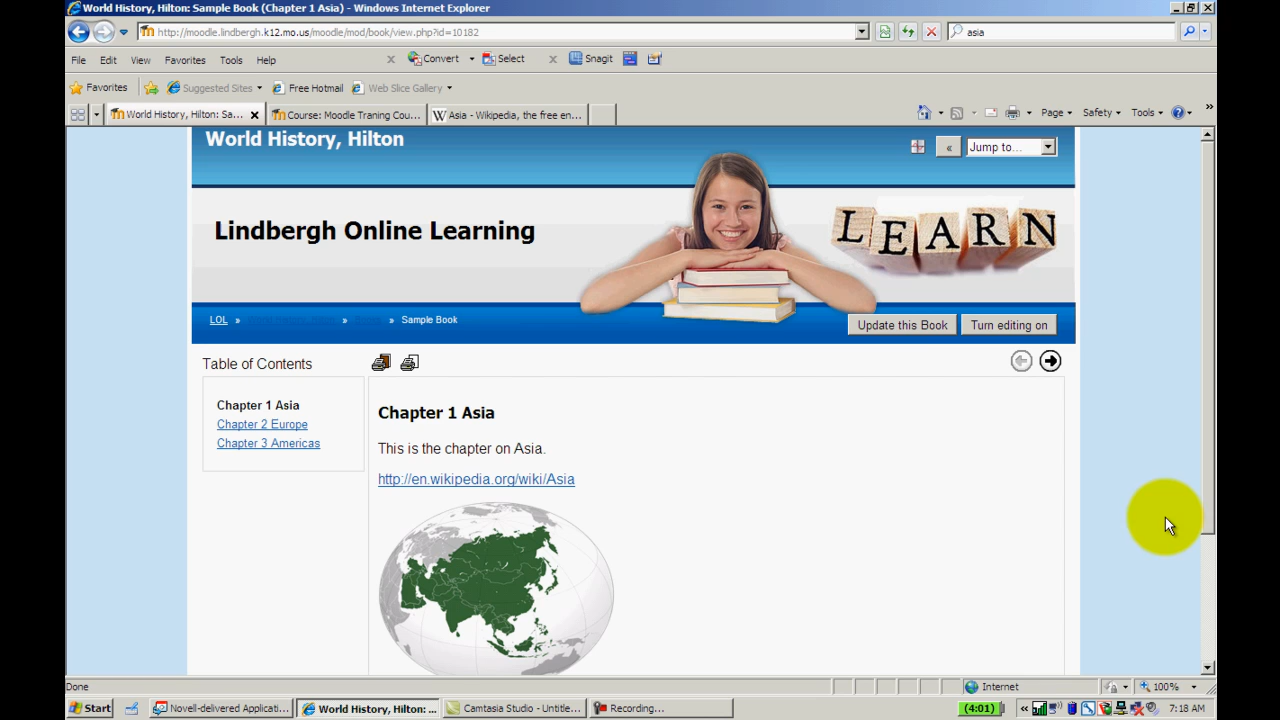 World History, Hilton: Sample Book (Chapter 1 Asia) - Windows Internet Explorer
http://moodle.lindbergh.k12.mo.us/moodle/mod/book/view.php?id=10182
asia
File Edit View Favorites Tools Help
Convert Select Snagit
Favorites Suggested Sites Free Hotmail Web Slice Gallery
World History, Hilton: Sa... Course: Moodle Traning Cou... Asia - Wikipedia, the free en...
Page Safety Tools
World History, Hilton
Jump to...
Lindbergh Online Learning
LEARN
LOL » » » Sample Book
Update this Book Turn editing on
Table of Contents
Chapter 1 Asia
Chapter 2 Europe
Chapter 3 Americas
Chapter 1 Asia
This is the chapter on Asia.
http://en.wikipedia.org/wiki/Asia
Done
Internet
100%
Start Novell-delivered Applicati... World History, Hilton: ... Camtasia Studio - Untitle... Recording... (4:01) « 7:18 AM